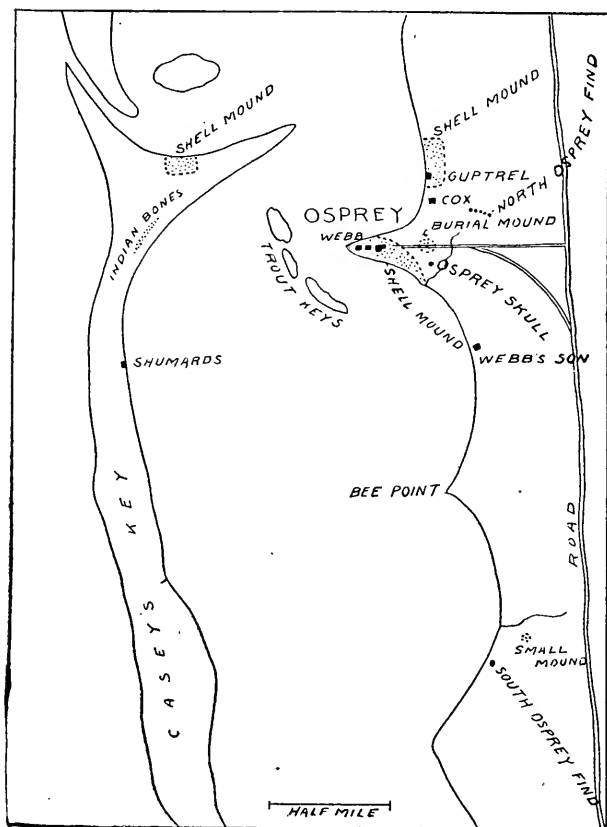 SHELL MOUND
SHELL MOUND
NORTH OSPREY FIND
GUPTREL
COX
INDIAN BONES
OSPREY
BURIAL MOUND
WEBB
TROUT KEYS
SHELL MOUND
OSPREY SKULL
SHUMARDS
WEBB'S SON
BEE POINT
ROAD
CASEY'S KEY
SMALL
MOUND
SOUTH OSPREY FIND
HALF MILE